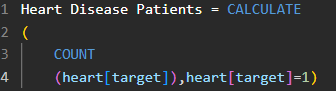 1 Heart Disease Patients = CALCULATE
2 (
3 COUNT
4 (heart[target]),heart[target]=1)